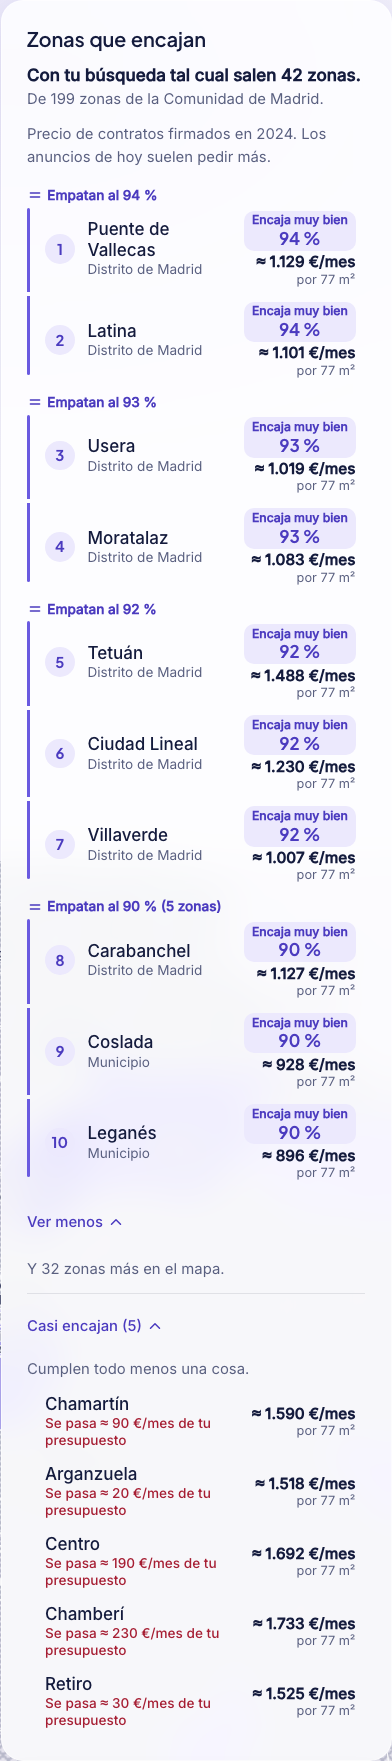 Zonas que encajan
Con tu búsqueda tal cual salen 42 zonas.
De 199 zonas de la Comunidad de Madrid.
Precio de contratos firmados en 2024. Los
anuncios de hoy suelen pedir más.
= Empatan al 94 %
1
Puente de
Vallecas
Distrito de Madrid
Encaja muy bien
94 %
≈ 1.129 €/mes
por 77 m²
2
Latina
Distrito de Madrid
Encaja muy bien
94 %
≈ 1.101 €/mes
por 77 m²
= Empatan al 93 %
3
Usera
Distrito de Madrid
Encaja muy bien
93 %
≈ 1.019 €/mes
por 77 m²
4
Moratalaz
Distrito de Madrid
Encaja muy bien
93 %
≈ 1.083 €/mes
por 77 m²
= Empatan al 92 %
5
Tetuán
Distrito de Madrid
Encaja muy bien
92 %
≈ 1.488 €/mes
por 77 m²
6
Ciudad Lineal
Distrito de Madrid
Encaja muy bien
92 %
≈ 1.230 €/mes
por 77 m²
7
Villaverde
Distrito de Madrid
Encaja muy bien
92 %
≈ 1.007 €/mes
por 77 m²
= Empatan al 90 % (5 zonas)
8
Carabanchel
Distrito de Madrid
Encaja muy bien
90 %
≈ 1.127 €/mes
por 77 m²
9
Coslada
Municipio
Encaja muy bien
90 %
≈ 928 €/mes
por 77 m²
10
Leganés
Municipio
Encaja muy bien
90 %
≈ 896 €/mes
por 77 m²
Ver menos
Y 32 zonas más en el mapa.
Casi encajan (5)
Cumplen todo menos una cosa.
Chamartín
Se pasa ≈ 90 €/mes de tu
presupuesto
≈ 1.590 €/mes
por 77 m²
Arganzuela
Se pasa ≈ 20 €/mes de tu
presupuesto
≈ 1.518 €/mes
por 77 m²
Centro
Se pasa ≈ 190 €/mes de tu
presupuesto
≈ 1.692 €/mes
por 77 m²
Chamberí
Se pasa ≈ 230 €/mes de tu
presupuesto
≈ 1.733 €/mes
por 77 m²
Retiro
Se pasa ≈ 30 €/mes de tu
presupuesto
≈ 1.525 €/mes
por 77 m²